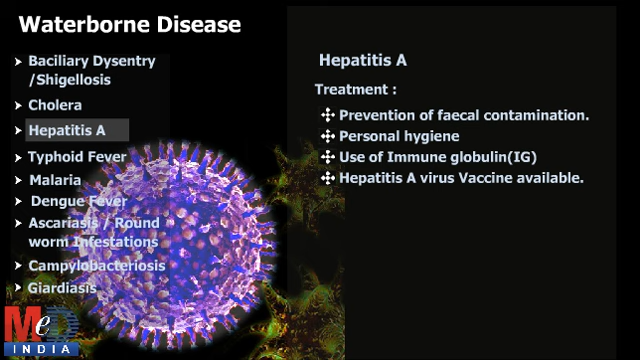 Waterborne Disease
Baciliary Dysentry
/Shigellosis
Cholera
Hepatitis A
Typhoid Fever
Malaria
Dengue Fever
Ascariasis / Round
worm Infestations
Campylobacteriosis
Giardiasis
MeD
INDIA
Hepatitis A
Treatment :
Prevention of faecal contamination.
Personal hygiene
Use of Immune globulin(IG)
Hepatitis A virus Vaccine available.